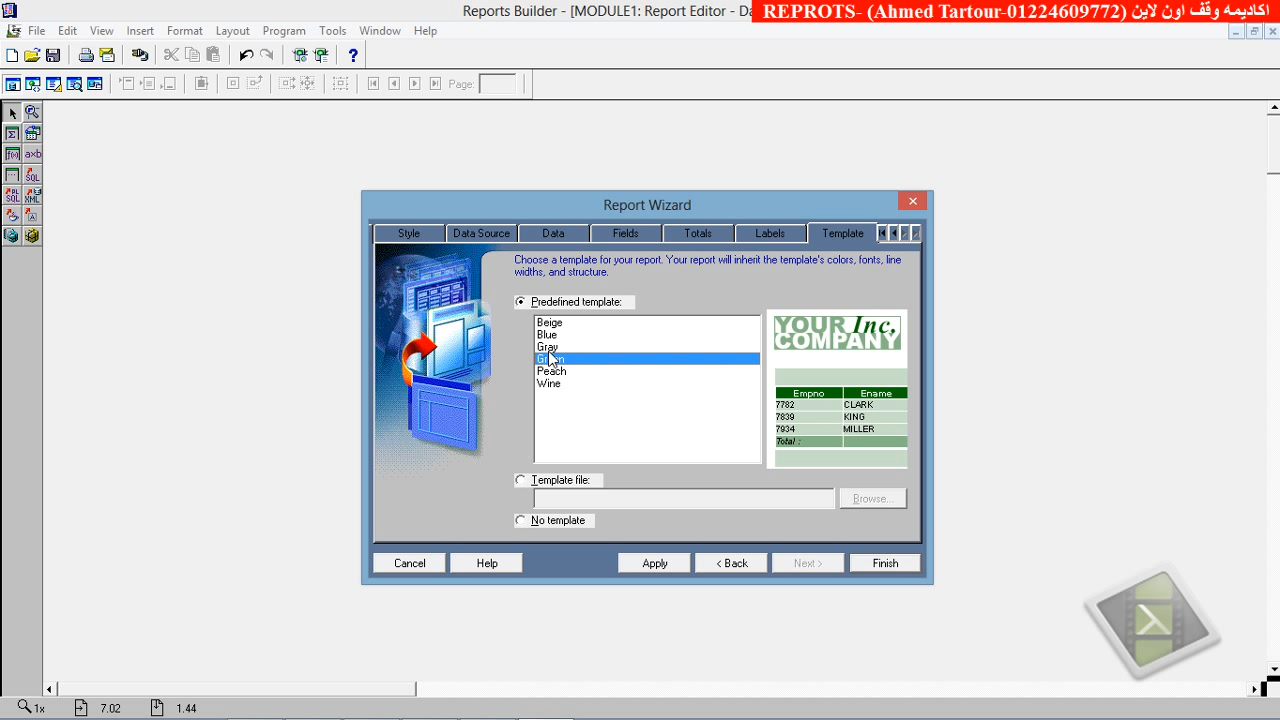 Reports Builder - [MODULE1: Report Editor - Da
REPROTS- (Ahmed Tartour-01224609772) اكاديمه وقف اون لاين
File Edit View Insert Format Layout Program Tools Window Help
Page:
Report Wizard
Style Data Source Data Fields Totals Labels Template
Choose a template for your report. Your report will inherit the template's colors, fonts, line
widths, and structure.
Predefined template:
Beige
Blue
Gray
Green
Peach
Wine
YOUR Inc,
COMPANY
Empno Ename
7782 CLARK
7839 KING
7934 MILLER
Total :
Template file:
Browse...
No template
Cancel Help Apply < Back Next > Finish
1x 7.02 1.44